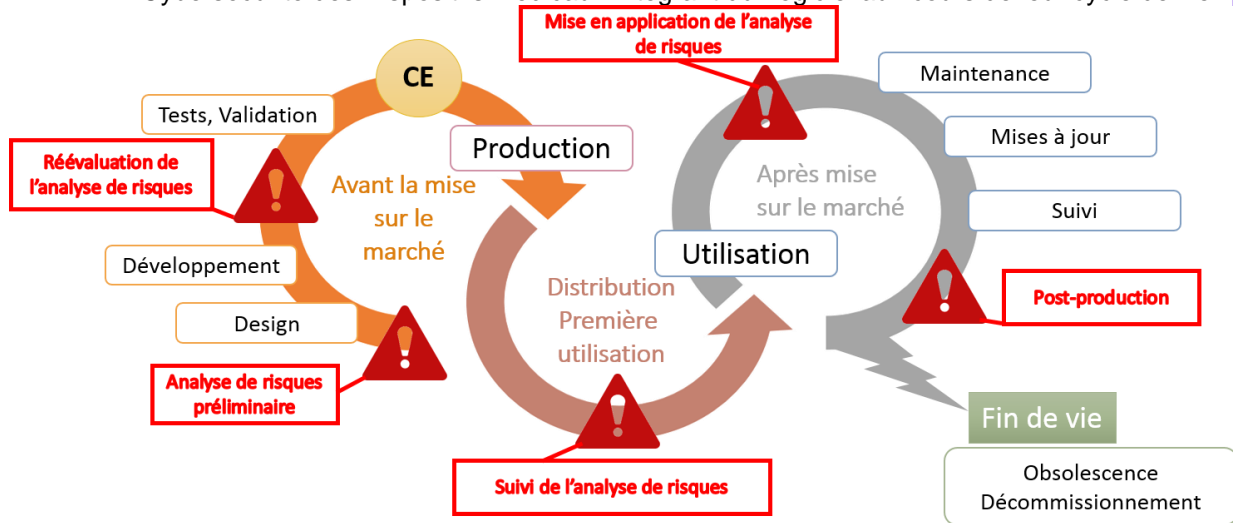 Mise en application de l'analyse
de risques
CE
Maintenance
Tests, Validation
Mises à jour
Production
Réévaluation de
l'analyse de risques
Avant la mise
sur le
marché
Après mise
sur le marché
Suivi
Utilisation
Développement
Distribution
Première
utilisation
Post-production
Design
Analyse de risques
préliminaire
Fin de vie
Suivi de l'analyse de risques
Obsolescence
Décommissionnement